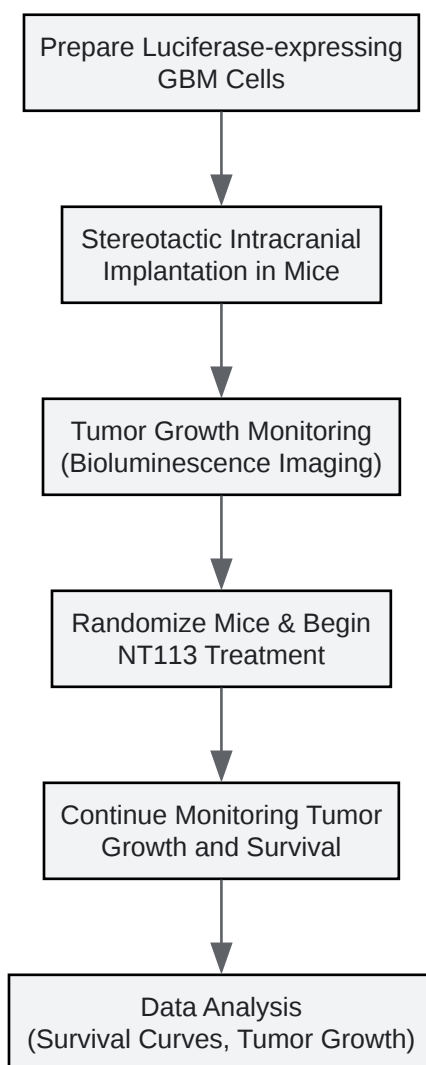 Prepare Luciferase-expressing
GBM Cells
Stereotactic Intracranial
Implantation in Mice
Tumor Growth Monitoring
(Bioluminescence Imaging)
Randomize Mice & Begin
NT113 Treatment
Continue Monitoring Tumor
Growth and Survival
Data Analysis
(Survival Curves, Tumor Growth)